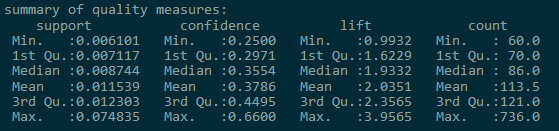 summary of quality measures:
support confidence lift count
Min. :0.006101 Min. :0.2500 Min. :0.9932 Min. : 60.0
1st Qu.:0.007117 1st Qu.:0.2971 1st Qu.:1.6229 1st Qu.: 70.0
Median :0.008744 Median :0.3554 Median :1.9332 Median : 86.0
Mean :0.011539 Mean :0.3786 Mean :2.0351 Mean :113.5
3rd Qu.:0.012303 3rd Qu.:0.4495 3rd Qu.:2.3565 3rd Qu.:121.0
Max. :0.074835 Max. :0.6600 Max. :3.9565 Max. :736.0